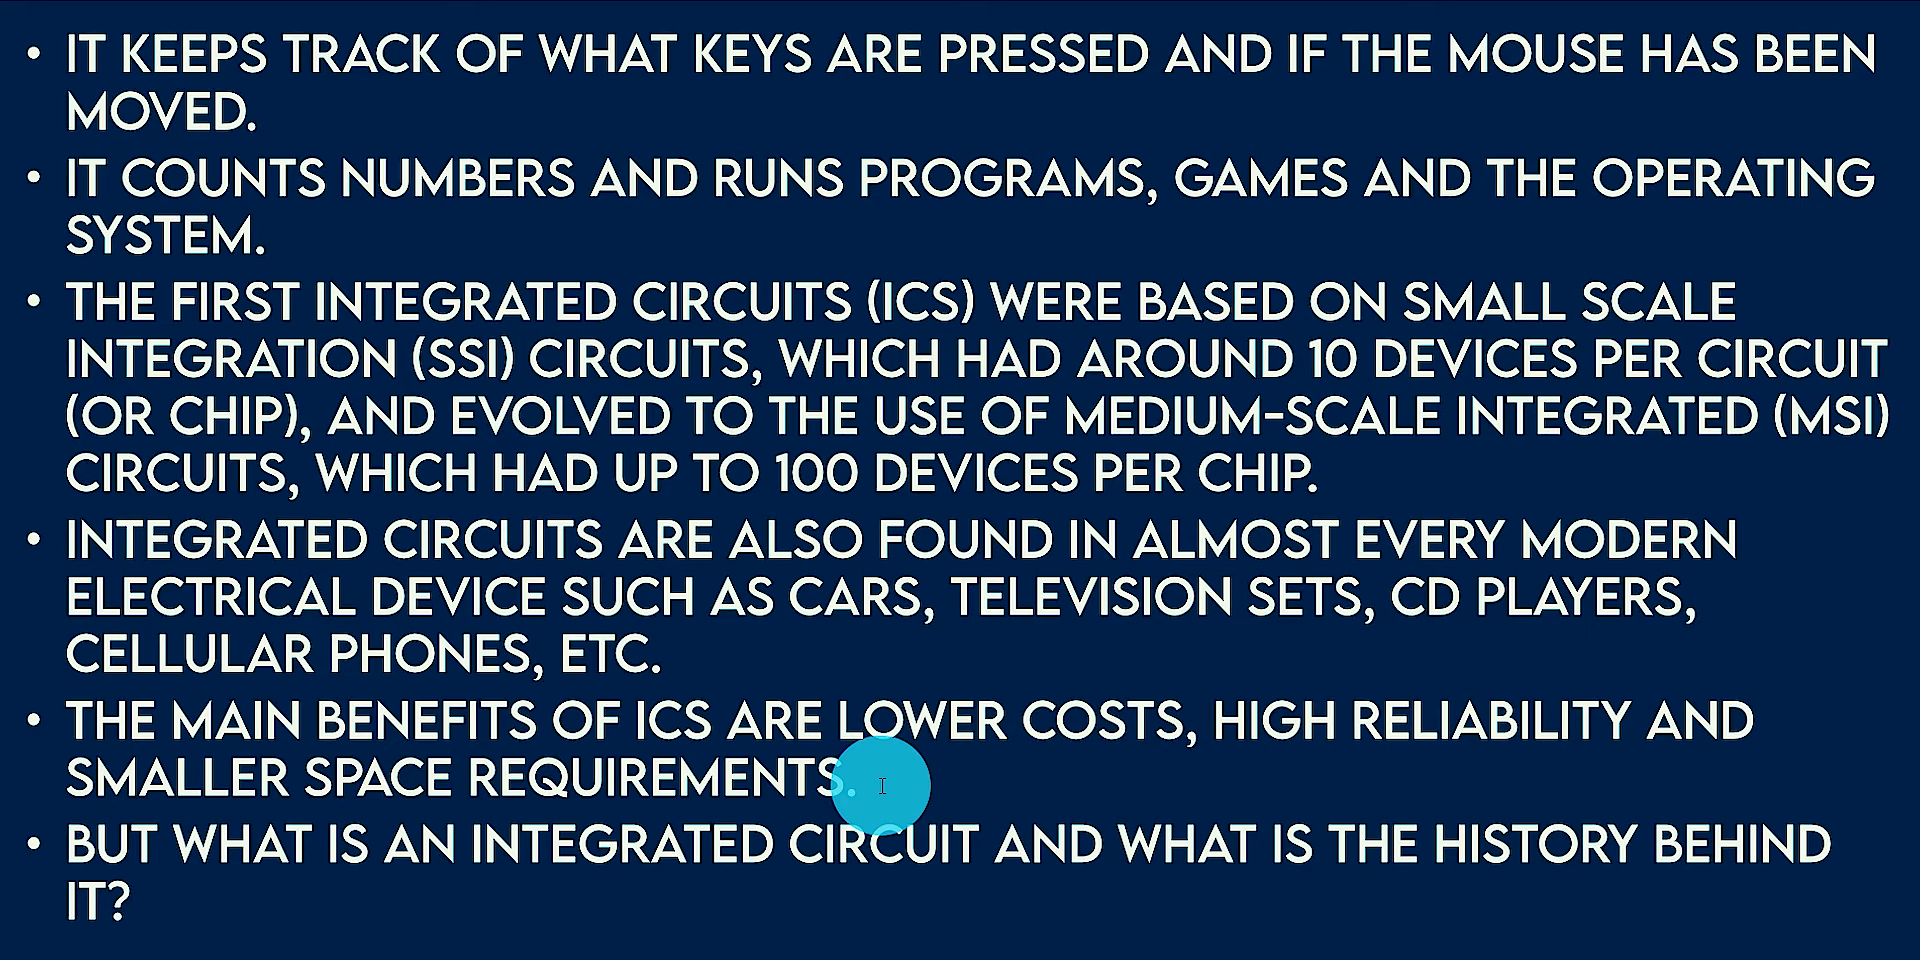 • IT KEEPS TRACK OF WHAT KEYS ARE PRESSED AND IF THE MOUSE HAS BEEN
MOVED.
• IT COUNTS NUMBERS AND RUNS PROGRAMS, GAMES AND THE OPERATING
SYSTEM.
• THE FIRST INTEGRATED CIRCUITS (ICS) WERE BASED ON SMALL SCALE
INTEGRATION (SSI) CIRCUITS, WHICH HAD AROUND 10 DEVICES PER CIRCUIT
(OR CHIP), AND EVOLVED TO THE USE OF MEDIUM-SCALE INTEGRATED (MSI)
CIRCUITS, WHICH HAD UP TO 100 DEVICES PER CHIP.
• INTEGRATED CIRCUITS ARE ALSO FOUND IN ALMOST EVERY MODERN
ELECTRICAL DEVICE SUCH AS CARS, TELEVISION SETS, CD PLAYERS,
CELLULAR PHONES, ETC.
• THE MAIN BENEFITS OF ICS ARE LOWER COSTS, HIGH RELIABILITY AND
SMALLER SPACE REQUIREMENTS.
• BUT WHAT IS AN INTEGRATED CIRCUIT AND WHAT IS THE HISTORY BEHIND
IT?